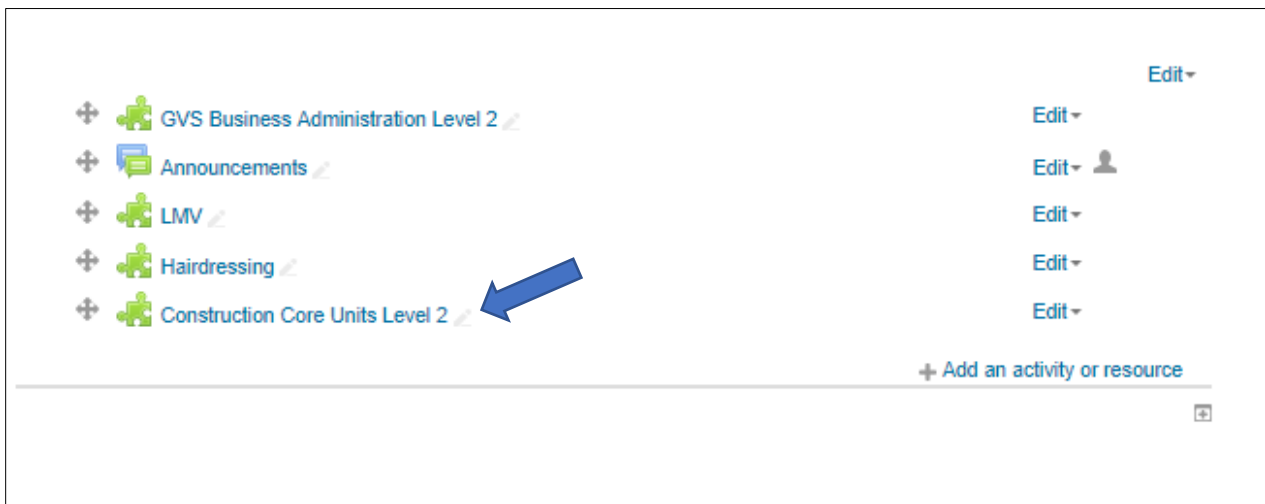 Edit
GVS Business Administration Level 2 Edit
Announcements Edit
LMV Edit
Hairdressing Edit
Construction Core Units Level 2 Edit
Add an activity or resource